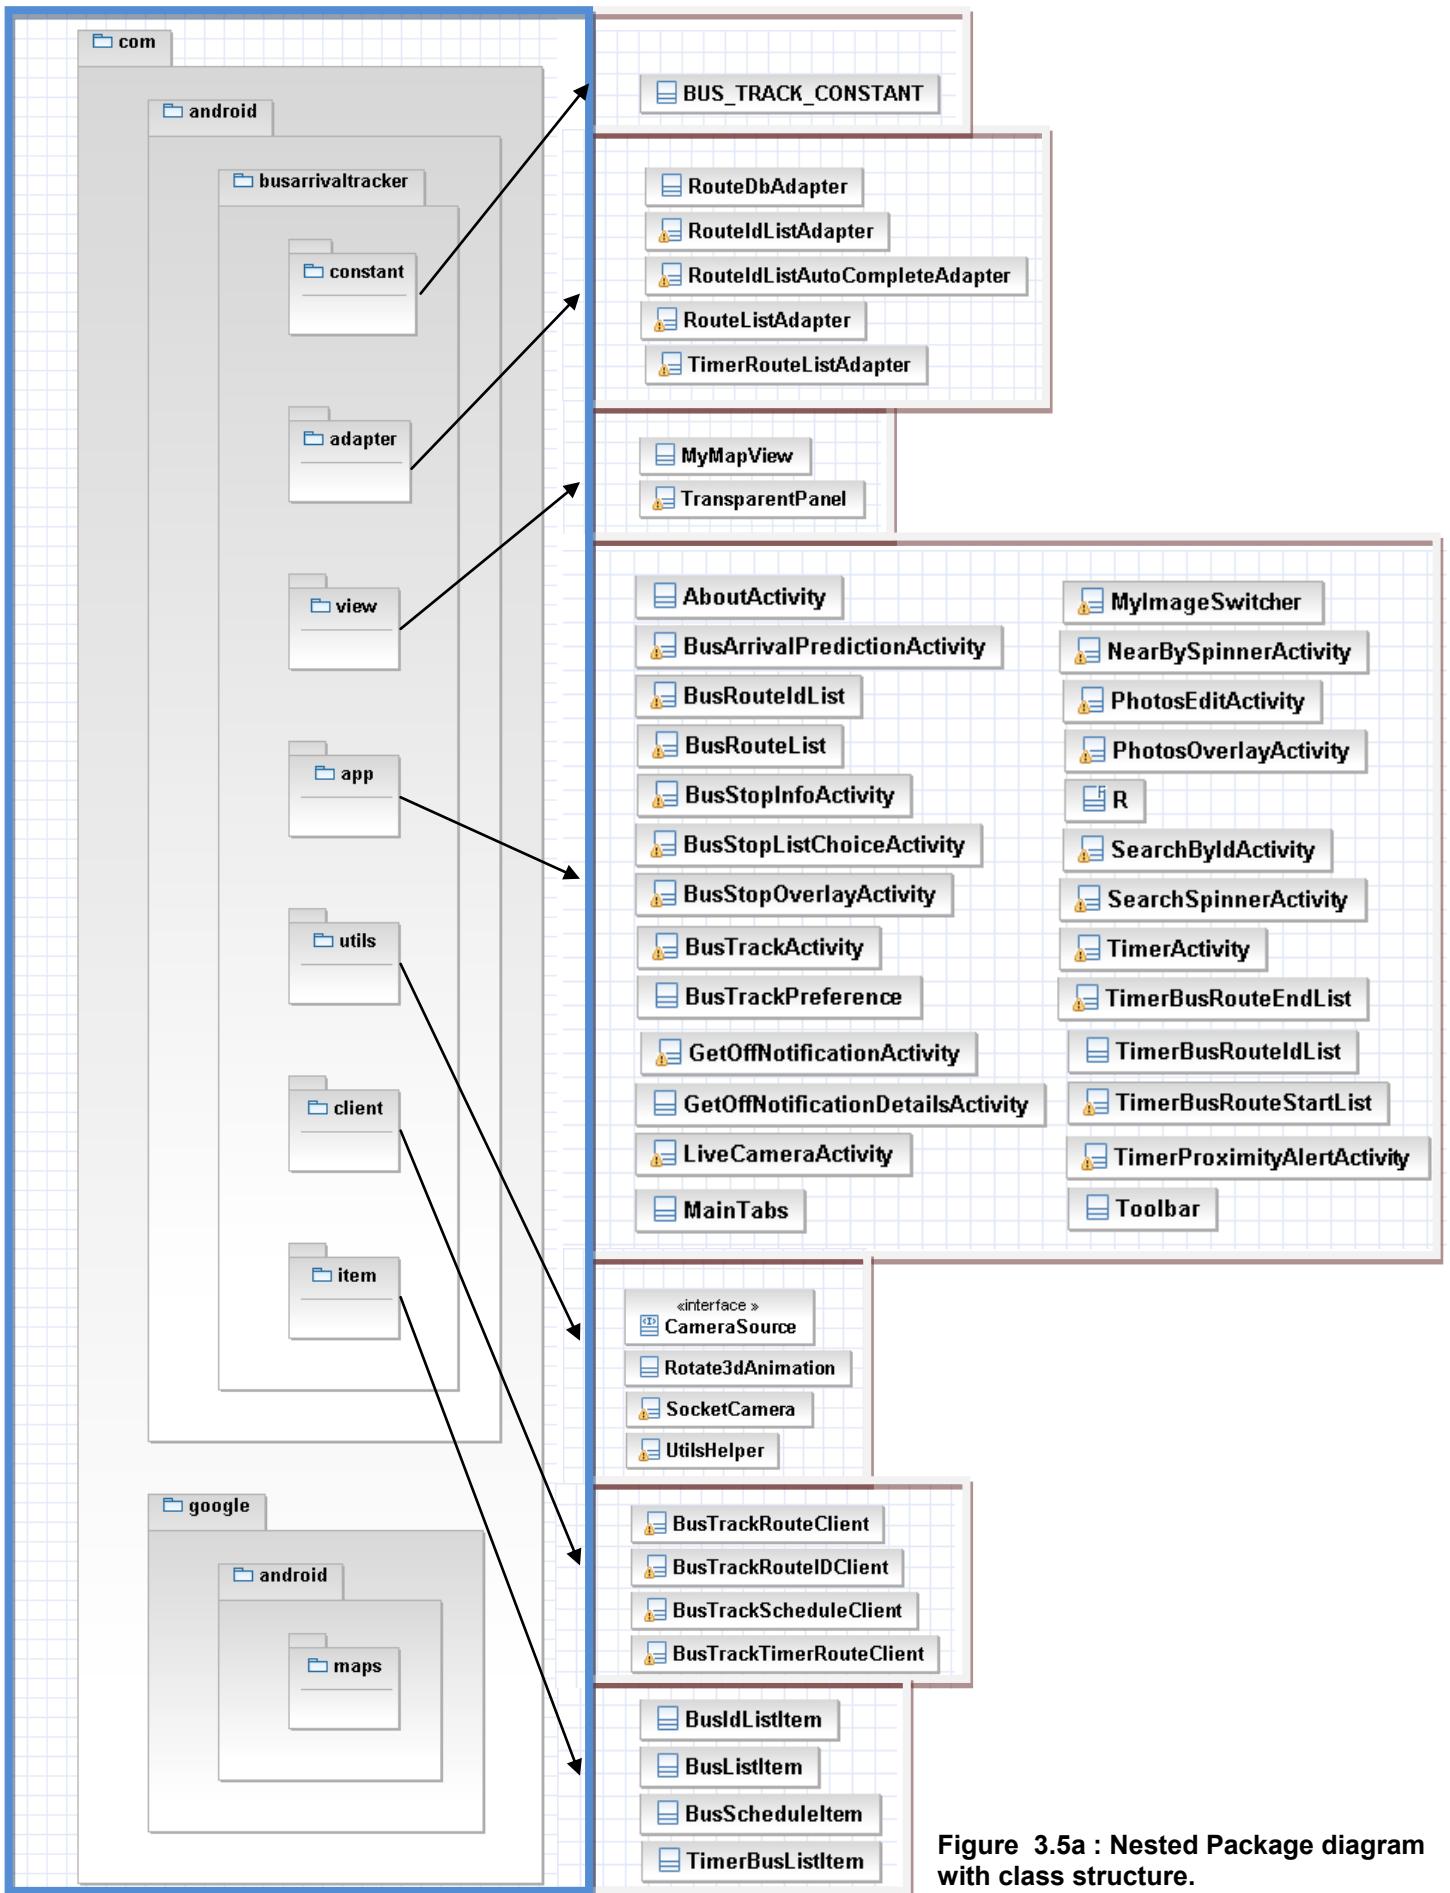 com
android
busarrivaltracker
constant
adapter
view
app
utils
client
item
google
android
maps
BUS_TRACK_CONSTANT
RouteDbAdapter
RouteIdListAdapter
RouteIdListAutoCompleteAdapter
RouteListAdapter
TimerRouteListAdapter
MyMapView
TransparentPanel
AboutActivity
BusArrivalPredictionActivity
BusRouteIdList
BusRouteList
BusStopInfoActivity
BusStopListChoiceActivity
BusStopOverlayActivity
BusTrackActivity
BusTrackPreference
GetOffNotificationActivity
GetOffNotificationDetailsActivity
LiveCameraActivity
MainTabs
MyImageSwitcher
NearBySpinnerActivity
PhotosEditActivity
PhotosOverlayActivity
R
SearchByIdActivity
SearchSpinnerActivity
TimerActivity
TimerBusRouteEndList
TimerBusRouteIdList
TimerBusRouteStartList
TimerProximityAlertActivity
Toolbar
«interface »
CameraSource
Rotate3dAnimation
SocketCamera
UtilsHelper
BusTrackRouteClient
BusTrackRouteIDClient
BusTrackScheduleClient
BusTrackTimerRouteClient
BusIdListItem
BusListItem
BusScheduleItem
TimerBusListItem
Figure 3.5a : Nested Package diagram
with class structure.